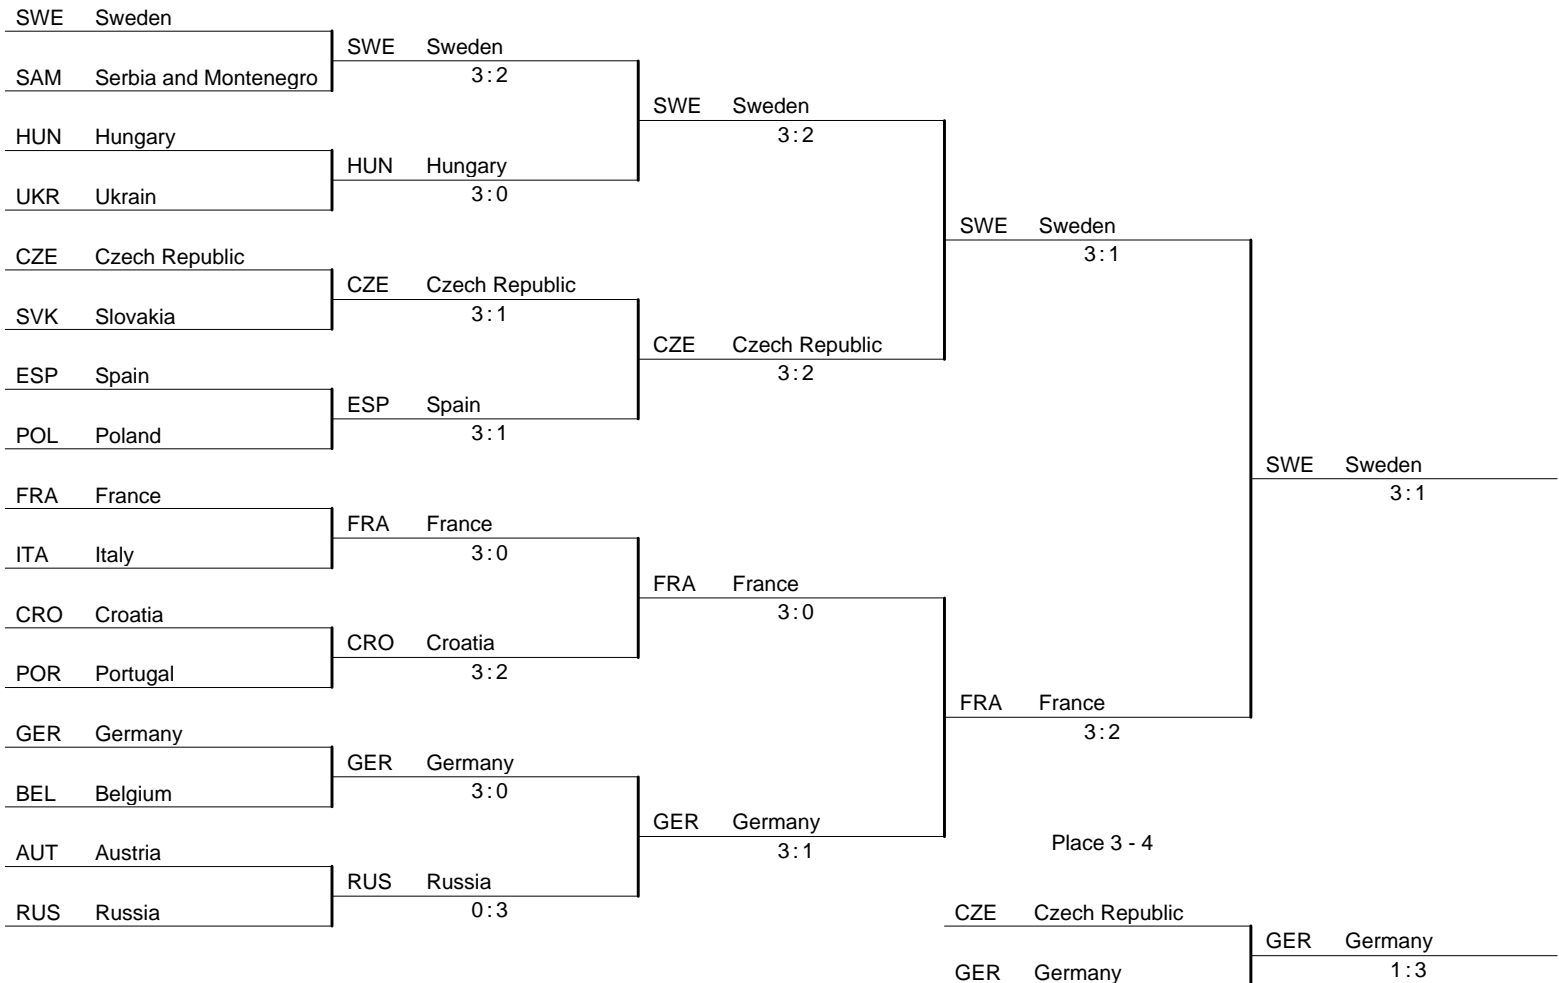 SWE Sweden
SWE Sweden
3:2
SAM Serbia and Montenegro
SWE Sweden
3:2
HUN Hungary
HUN Hungary
3:0
UKR Ukrain
SWE Sweden
3:1
CZE Czech Republic
CZE Czech Republic
3:1
SVK Slovakia
CZE Czech Republic
3:2
ESP Spain
ESP Spain
3:1
POL Poland
SWE Sweden
3:1
FRA France
FRA France
3:0
ITA Italy
FRA France
3:0
CRO Croatia
CRO Croatia
3:2
POR Portugal
FRA France
3:2
GER Germany
GER Germany
3:0
BEL Belgium
GER Germany
3:1
AUT Austria
RUS Russia
0:3
RUS Russia
Place 3 - 4
CZE Czech Republic
GER Germany
1:3
GER Germany